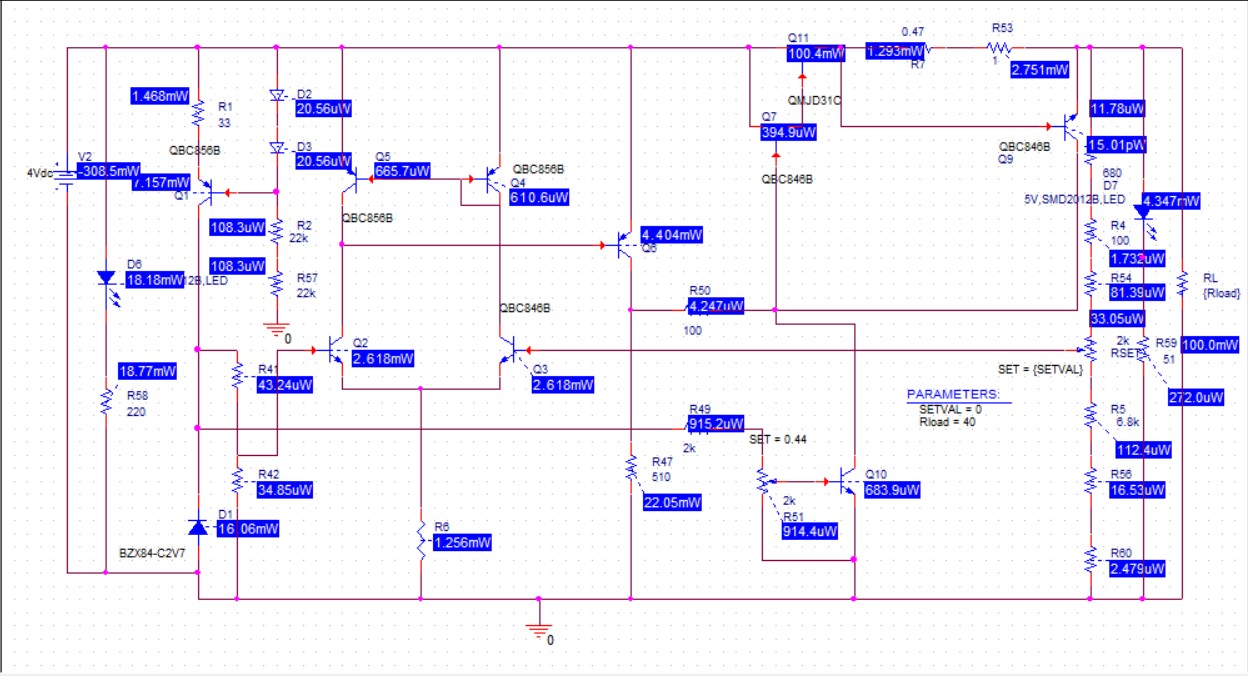 0.47
R53
Q11
100.4mW
1.293mW
R7
1
2.751mW
1.468mW
R1
33
D2
20.56uW
QMJD31C
11.78uW
Q7
394.9uW
QBC856B
D3
20.56uW
QBC846B
Q9
15.01pW
4Vdc
V2
-308.5mW
7.157mW
Q1
Q5
665.7uW
QBC856B
Q4
610.6uW
QBC846B
680
D7
5V,SMD2012B,LED
4.347mW
QBC856B
108.3uW
R2
22k
4.404mW
Q6
R4
100
1.732uW
D6
18.18mW
12B,LED
108.3uW
R57
22k
R54
81.39uW
RL
{Rload}
0
QBC846B
R50
4.247uW
100
33.05uW
Q2
2.618mW
2k
RSET
R59
51
100.0mW
18.77mW
R58
220
R41
43.24uW
Q3
2.618mW
SET = {SETVAL}
272.0uW
PARAMETERS:
SETVAL = 0
Rload = 40
R49
915.2uW
2k
SET = 0.44
R5
6.8k
112.4uW
R42
34.85uW
R47
510
22.05mW
2k
R51
914.4uW
Q10
683.9uW
R56
16.53uW
D1
16.06mW
BZX84-C2V7
R6
1.256mW
R60
2.479uW
0